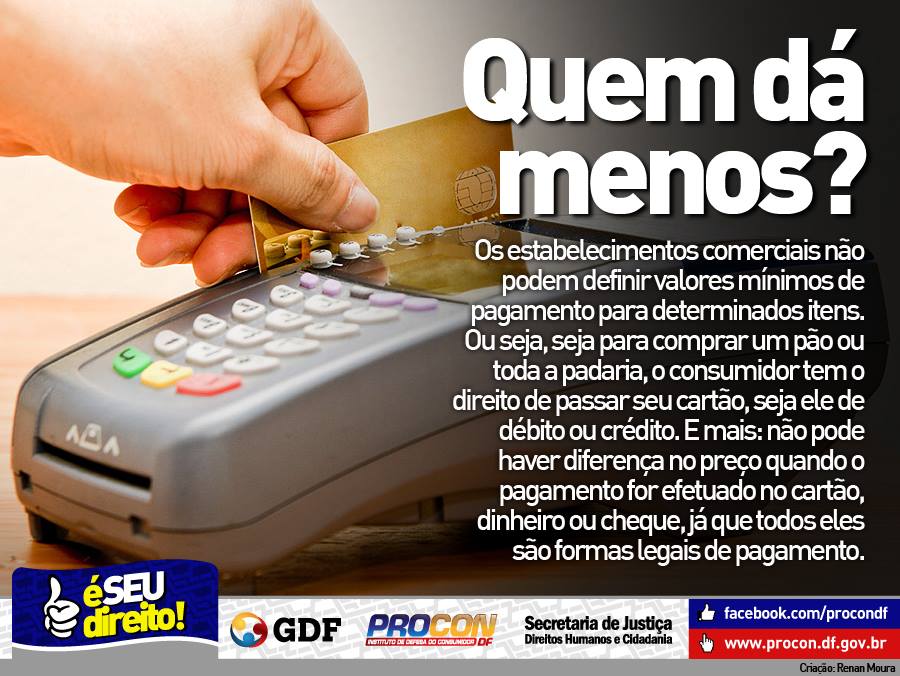 Quem dá
menos?
Os estabelecimentos comerciais não
podem definir valores mínimos de
pagamento para determinados itens.
Ou seja, seja para comprar um pão ou
toda a padaria, o consumidor tem o
direito de passar seu cartão, seja ele de
débito ou crédito. E mais: não pode
haver diferença no preço quando o
pagamento for efetuado no cartão,
dinheiro ou cheque, já que todos eles
são formas legais de pagamento.
é SEU
direito!
GDF
PROCON
INSTITUTO DE DEFESA DO CONSUMIDOR DF
Secretaria de Justiça
Direitos Humanos e Cidadania
facebook.com/procondf
www.procon.df.gov.br
Criação: Renan Moura